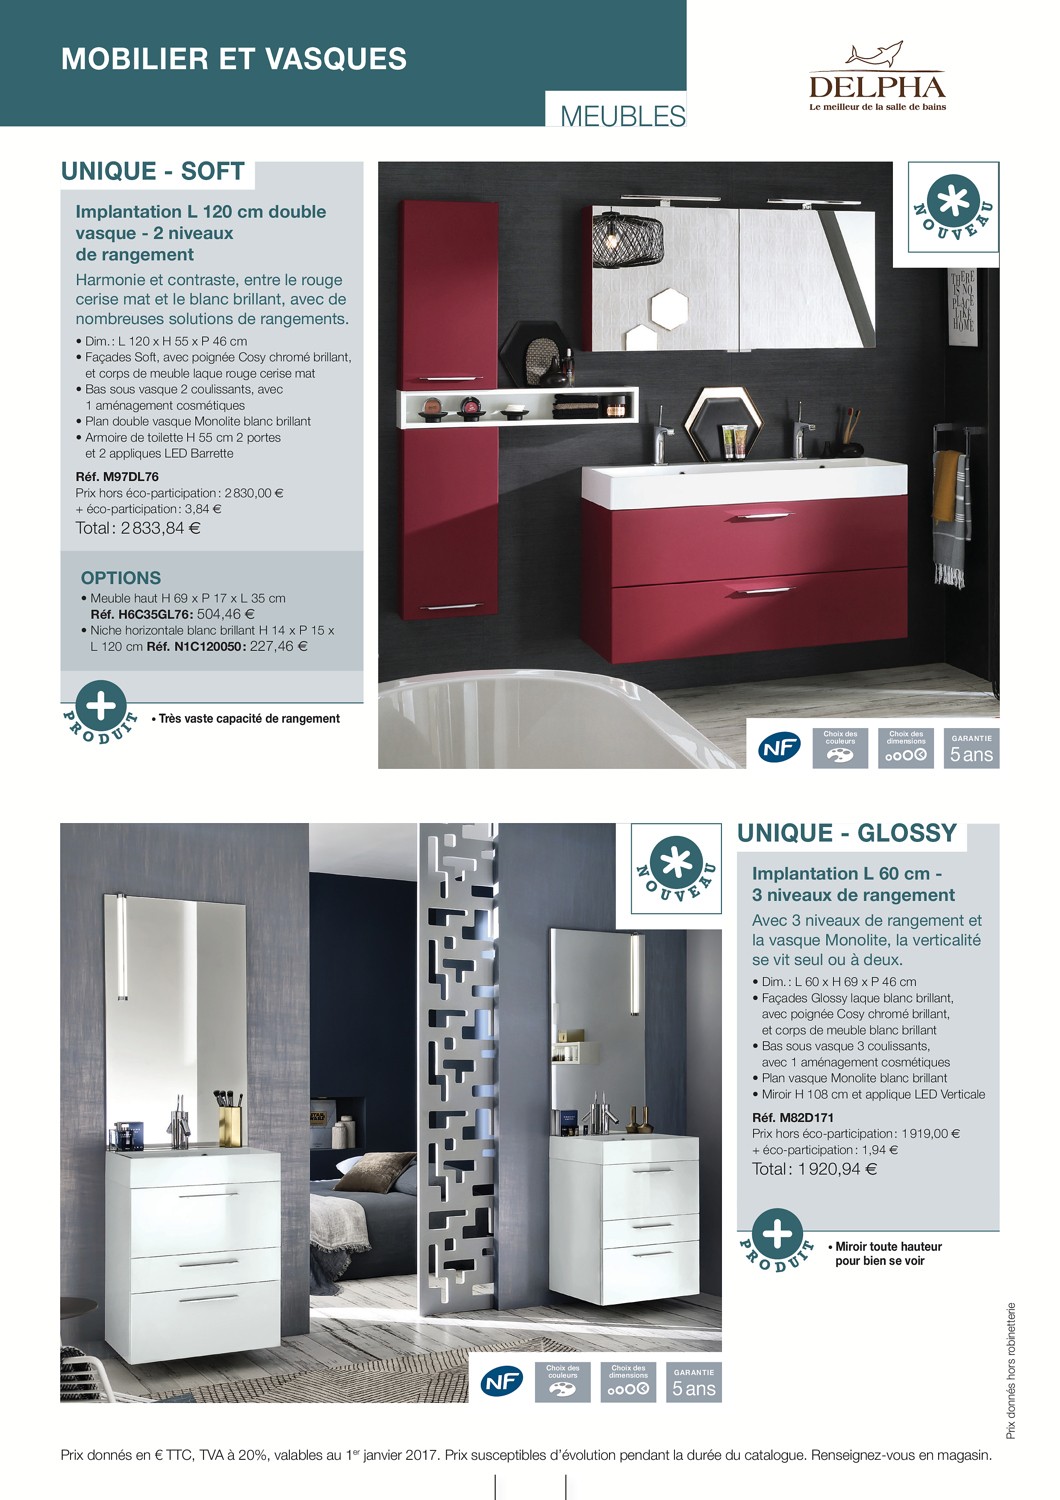 MOBILIER ET VASQUES
MEUBLES
DELPHA
Le meilleur de la salle de bains
UNIQUE - SOFT
Implantation L 120 cm double
vasque - 2 niveaux
de rangement
Harmonie et contraste, entre le rouge
cerise mat et le blanc brillant, avec de
nombreuses solutions de rangements.
• Dim. : L 120 x H 55 x P 46 cm
• Façades Soft, avec poignée Cosy chromé brillant,
et corps de meuble laque rouge cerise mat
• Bas sous vasque 2 coulissants, avec
1 aménagement cosmétiques
• Plan double vasque Monolite blanc brillant
• Armoire de toilette H 55 cm 2 portes
et 2 appliques LED Barrette
Réf. M97DL76
Prix hors éco-participation : 2 830,00 €
+ éco-participation : 3,84 €
Total : 2 833,84 €
OPTIONS
• Meuble haut H 69 x P 17 x L 35 cm
Réf. H6C35GL76 : 504,46 €
• Niche horizontale blanc brillant H 14 x P 15 x
L 120 cm Réf. N1C120050 : 227,46 €
PRODUIT
• Très vaste capacité de rangement
NOUVEAU
THERE
IS NO
PLACE
LIKE
HOME
NF
Choix des
couleurs
Choix des
dimensions
GARANTIE
5 ans
NOUVEAU
UNIQUE - GLOSSY
Implantation L 60 cm -
3 niveaux de rangement
Avec 3 niveaux de rangement et
la vasque Monolite, la verticalité
se vit seul ou à deux.
• Dim. : L 60 x H 69 x P 46 cm
• Façades Glossy laque blanc brillant,
avec poignée Cosy chromé brillant,
et corps de meuble blanc brillant
• Bas sous vasque 3 coulissants,
avec 1 aménagement cosmétiques
• Plan vasque Monolite blanc brillant
• Miroir H 108 cm et applique LED Verticale
Réf. M82D171
Prix hors éco-participation : 1 919,00 €
+ éco-participation : 1,94 €
Total : 1 920,94 €
PRODUIT
• Miroir toute hauteur
pour bien se voir
NF
Choix des
couleurs
Choix des
dimensions
GARANTIE
5 ans
Prix donnés hors robinetterie
Prix donnés en € TTC, TVA à 20%, valables au 1er janvier 2017. Prix susceptibles d'évolution pendant la durée du catalogue. Renseignez-vous en magasin.